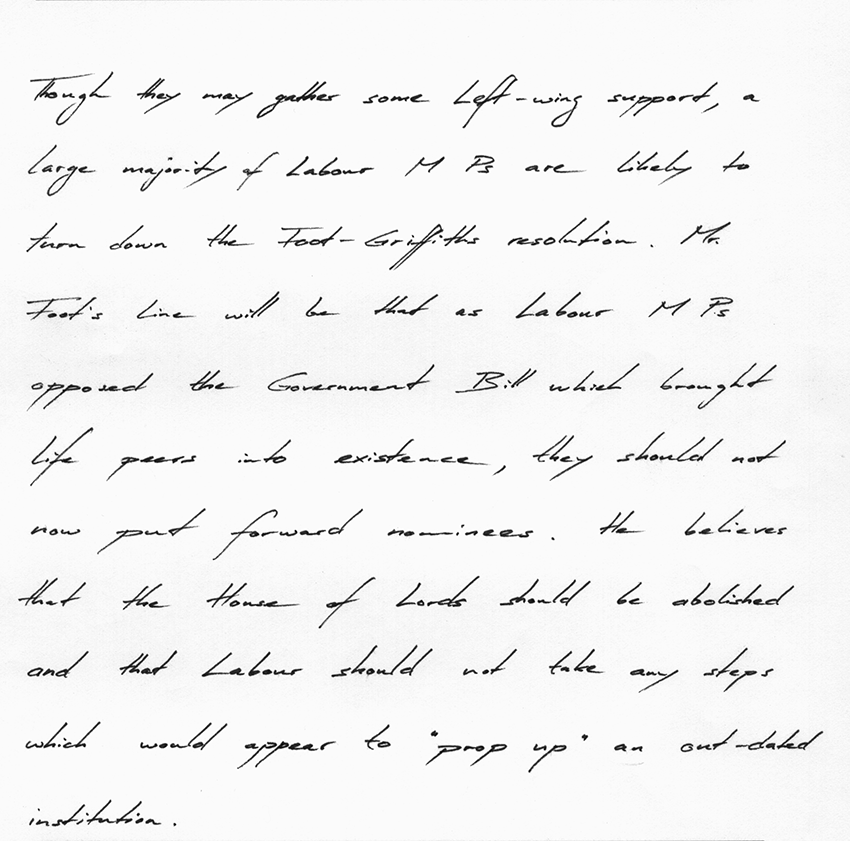 Though they may gather some Left-wing support, a
large majority of Labour M Ps are likely to
turn down the Foot-Griffiths resolution. Mr.
Foot's line will be that as Labour M Ps
opposed the Government Bill which brought
life peers into existence, they should not
now put forward nominees. He believes
that the House of Lords should be abolished
and that Labour should not take any steps
which would appear to "prop up" an out-dated
institution.